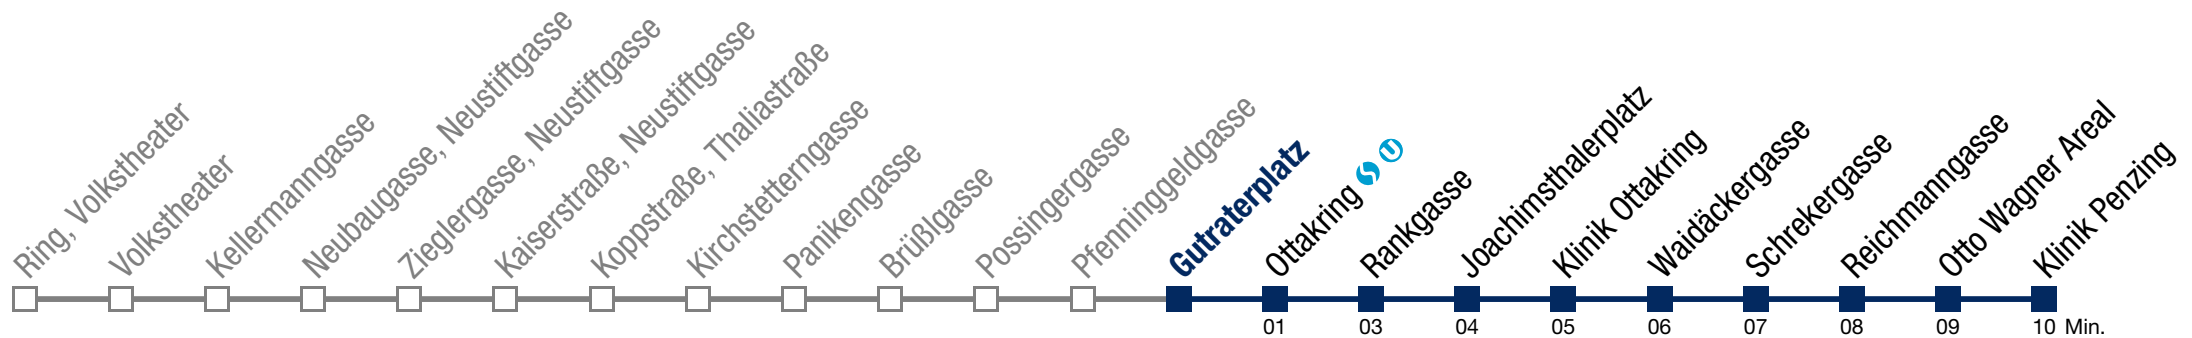 Ring, Volkstheater
Volkstheater
Kellermanngasse
Neubaugasse, Neustiftgasse
Zieglergasse, Neustiftgasse
Kaiserstraße, Neustiftgasse
Koppstraße, Thaliastraße
Kirchstetterngasse
Panikengasse
Brüßlgasse
Possingergasse
Pfenninggeldgasse
Gutraterplatz
Ottakring S U
Rankgasse
Joachimsthalerplatz
Klinik Ottakring
Waidäckergasse
Schrekergasse
Reichmanngasse
Otto Wagner Areal
Klinik Penzing
01 03 04 05 06 07 08 09 10 Min.